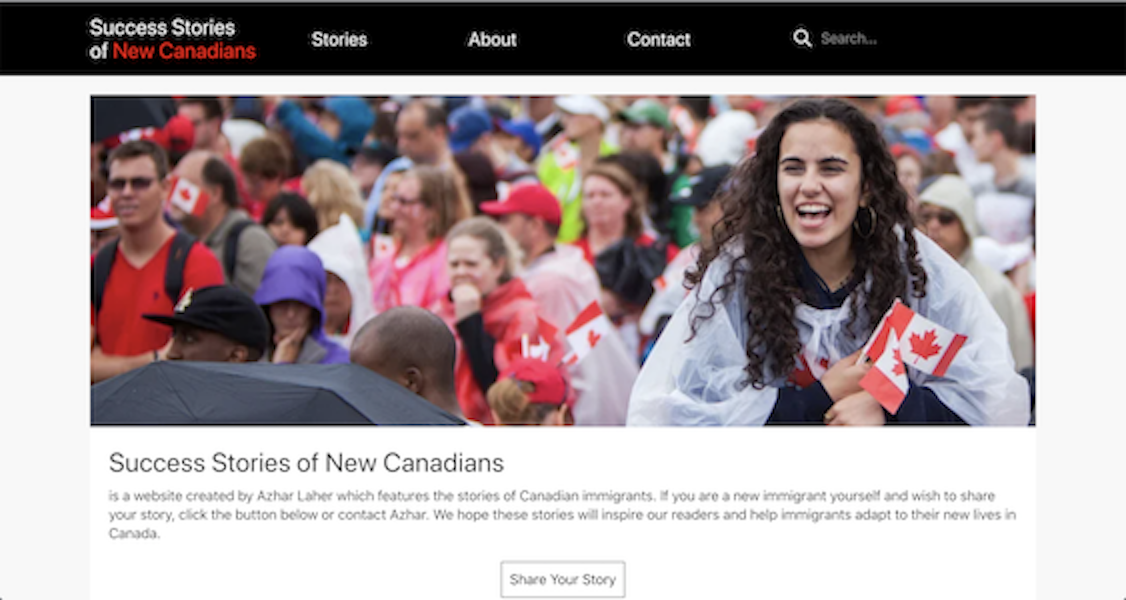 Success Stories
of New Canadians
Stories
About
Contact
Search...
Success Stories of New Canadians
is a website created by Azhar Laher which features the stories of Canadian immigrants. If you are a new immigrant yourself and wish to share
your story, click the button below or contact Azhar. We hope these stories will inspire our readers and help immigrants adapt to their new lives in
Canada.
Share Your Story